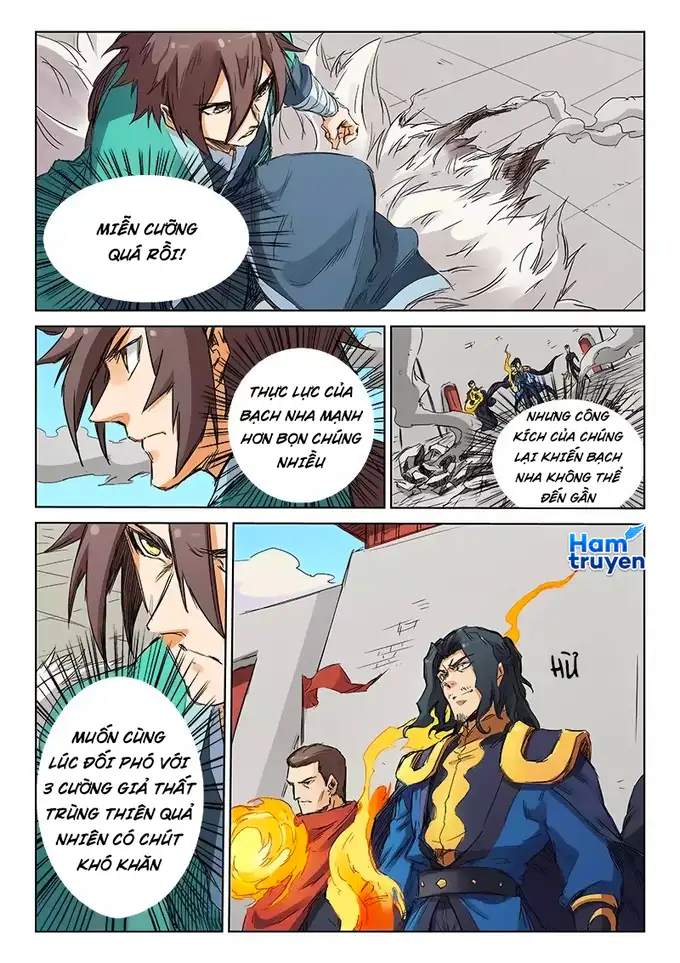 MIỄN CƯỠNG
QUÁ RỒI!
THỰC LỰC CỦA
BẠCH NHA MẠNH
HƠN BỌN CHÚNG
NHIỀU
NHƯNG CÔNG
KÍCH CỦA CHÚNG
LẠI KHIẾN BẠCH
NHA KHÔNG THỂ
ĐẾN GẦN
Ham
truyen
HỪ
MUỐN CÙNG
LÚC ĐỐI PHÓ VỚI
3 CƯỜNG GIẢ THẤT
TRÙNG THIÊN QUẢ
NHIÊN CÓ CHÚT
KHÓ KHĂN